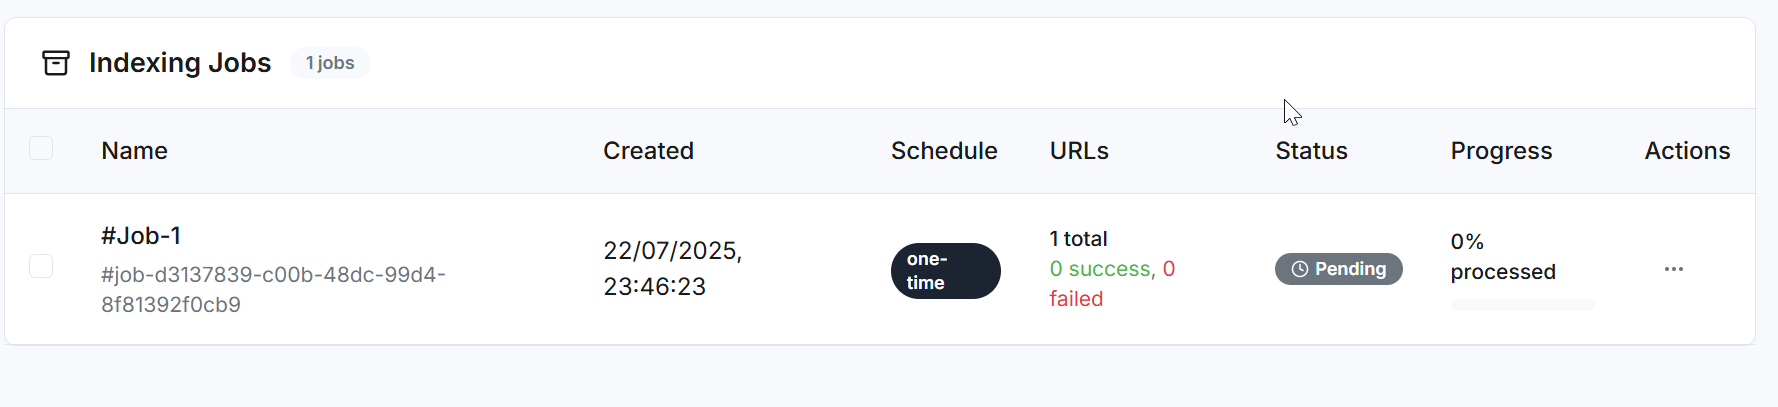 Indexing Jobs 1 jobs
Name Created Schedule URLs Status Progress Actions
#Job-1
#job-d3137839-c00b-48dc-99d4-
8f81392f0cb9
22/07/2025,
23:46:23
one-
time
1 total
0 success, 0
failed
Pending
0%
processed